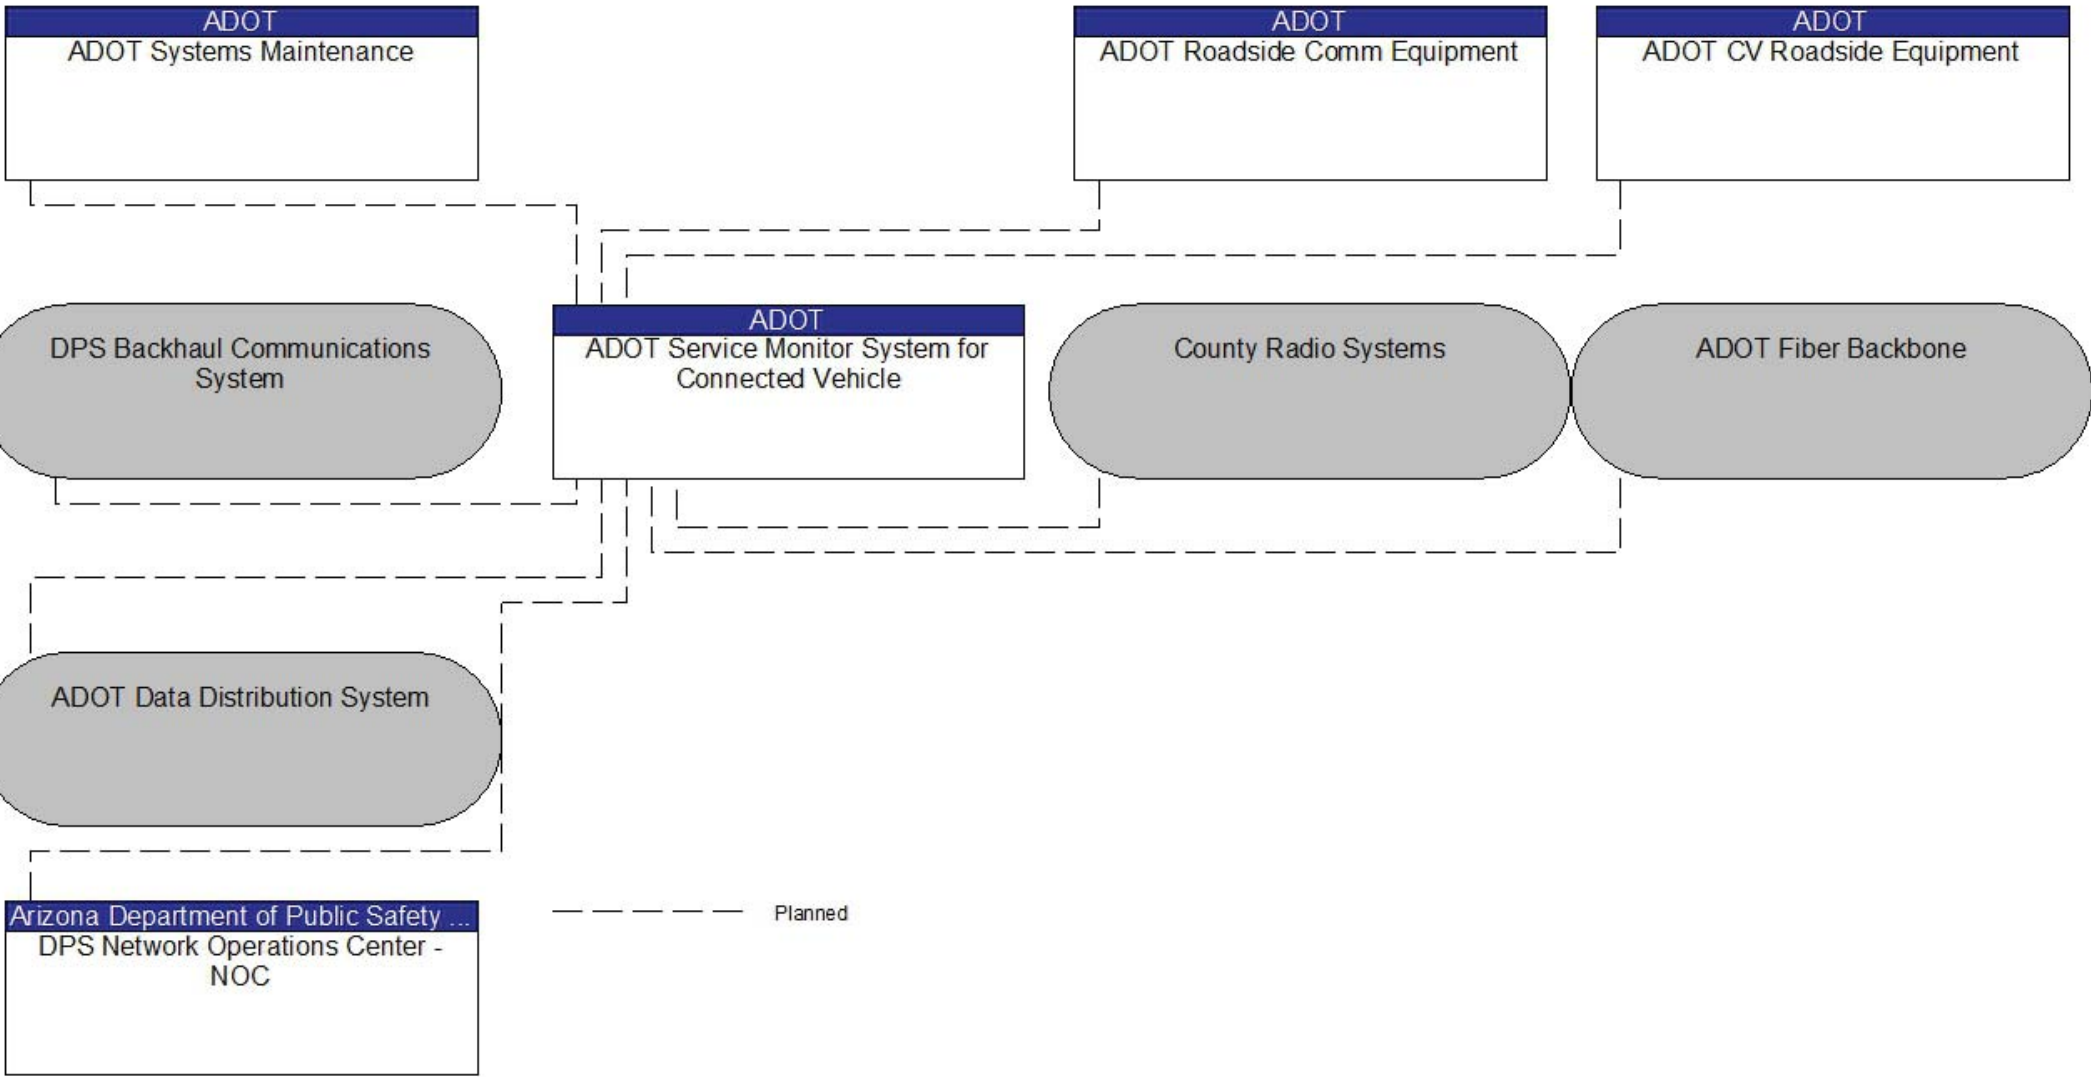 ADOT
ADOT Systems Maintenance
ADOT
ADOT Roadside Comm Equipment
ADOT
ADOT CV Roadside Equipment
DPS Backhaul Communications
System
ADOT
ADOT Service Monitor System for
Connected Vehicle
County Radio Systems
ADOT Fiber Backbone
ADOT Data Distribution System
Arizona Department of Public Safety ...
DPS Network Operations Center -
NOC
Planned